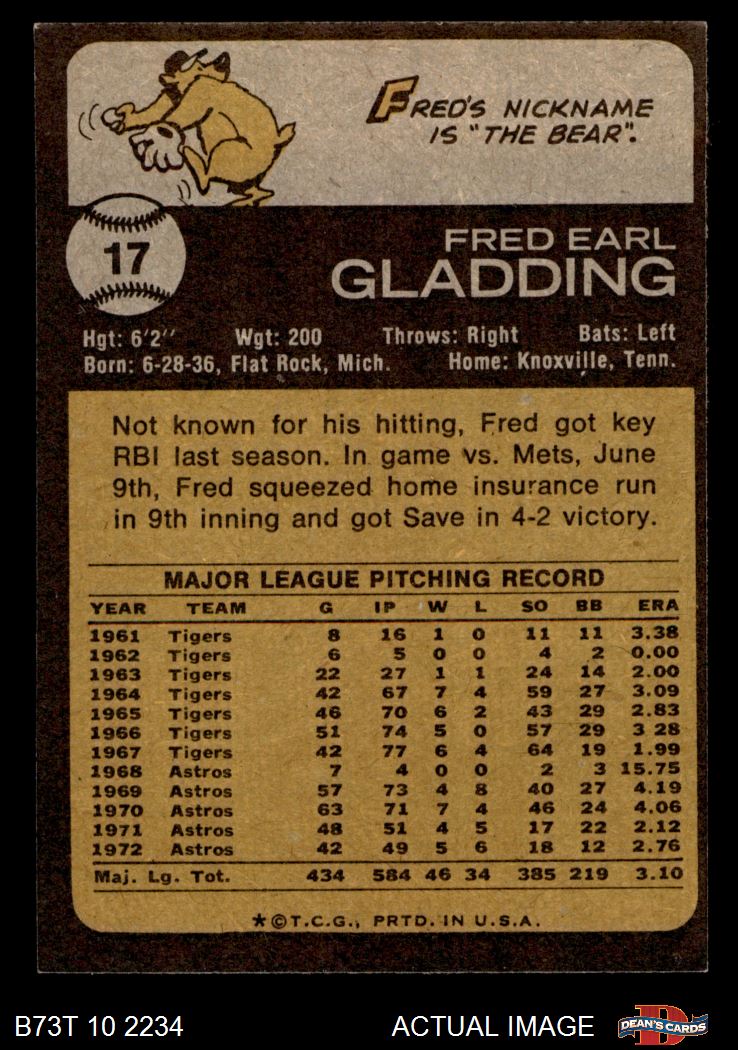 FRED'S NICKNAME
IS "THE BEAR".
17
FRED EARL
GLADDING
Hgt: 6'2" Wgt: 200 Throws: Right Bats: Left
Born: 6-28-36, Flat Rock, Mich. Home: Knoxville, Tenn.
Not known for his hitting, Fred got key
RBI last season. In game vs. Mets, June
9th, Fred squeezed home insurance run
in 9th inning and got Save in 4-2 victory.
MAJOR LEAGUE PITCHING RECORD
YEAR TEAM G IP W L SO BB ERA
1961 Tigers 8 16 1 0 11 11 3.38
1962 Tigers 6 5 0 0 4 2 0.00
1963 Tigers 22 27 1 1 24 14 2.00
1964 Tigers 42 67 7 4 59 27 3.09
1965 Tigers 46 70 6 2 43 29 2.83
1966 Tigers 51 74 5 0 57 29 3 28
1967 Tigers 42 77 6 4 64 19 1.99
1968 Astros 7 4 0 0 2 3 15.75
1969 Astros 57 73 4 8 40 27 4.19
1970 Astros 63 71 7 4 46 24 4.06
1971 Astros 48 51 4 5 17 22 2.12
1972 Astros 42 49 5 6 18 12 2.76
Maj. Lg. Tot. 434 584 46 34 385 219 3.10
★©T.C.G., PRTD. IN U.S.A.
B73T 10 2234 ACTUAL IMAGE D DEAN'S CARDS